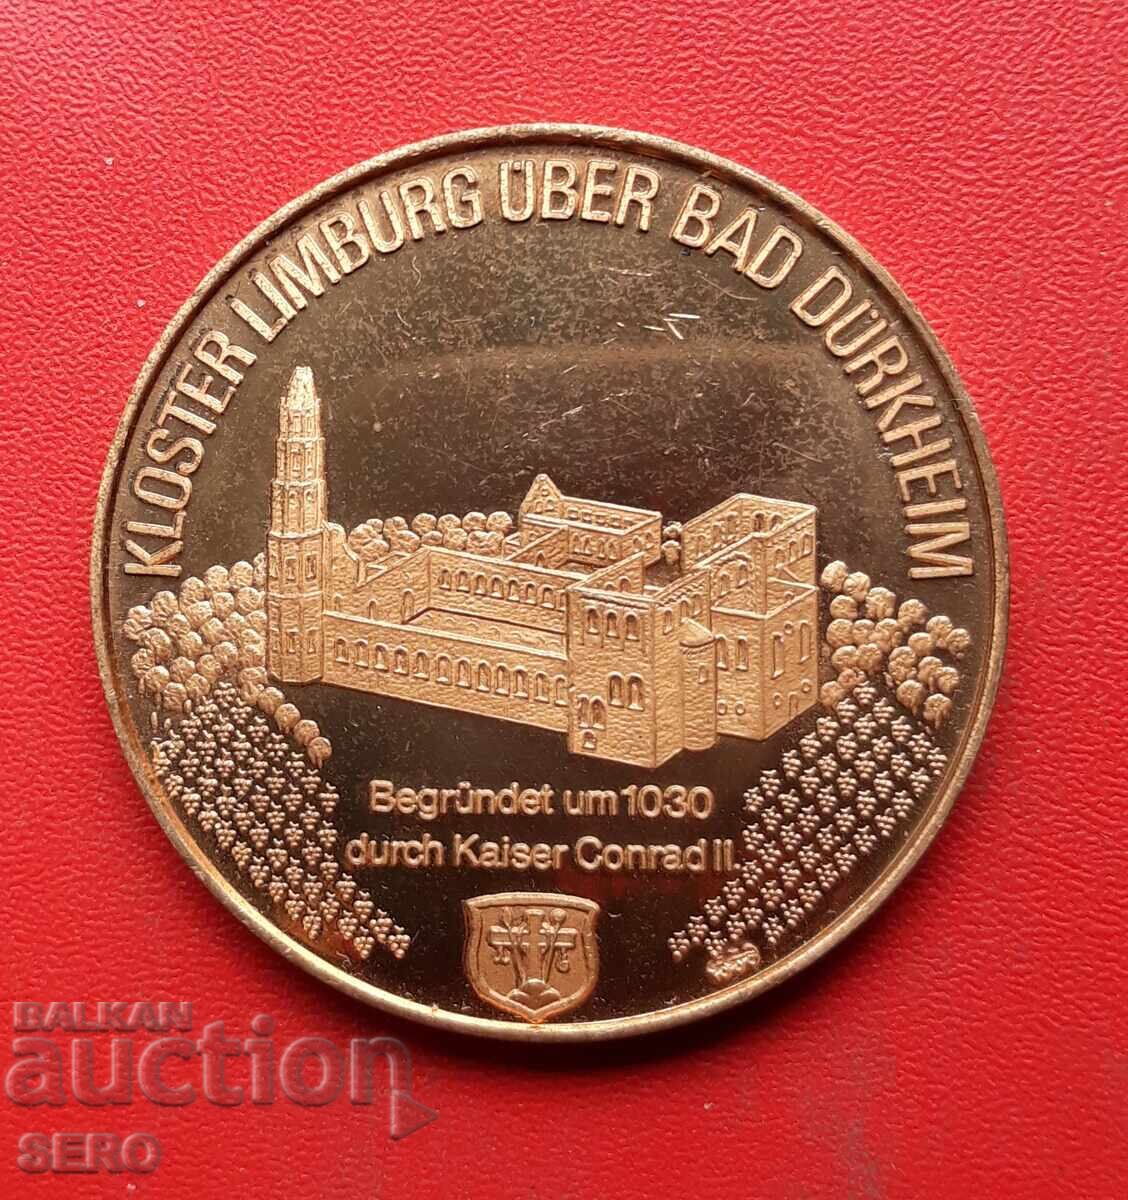 KLOSTER LIMBURG ÜBER BAD DÜRKHEIM
Begründet um 1030
durch Kaiser Conrad II
BALKAN
auction
SERO